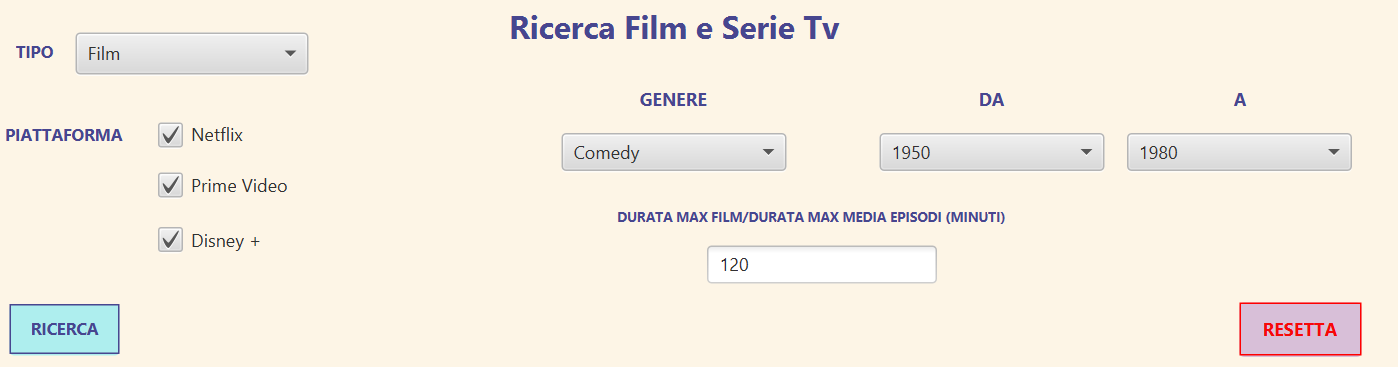 Ricerca Film e Serie Tv
TIPO
Film
GENERE
DA
A
PIATTAFORMA
Netflix
Prime Video
Disney +
Comedy
1950
1980
DURATA MAX FILM/DURATA MAX MEDIA EPISODI (MINUTI)
120
RICERCA
RESETTA